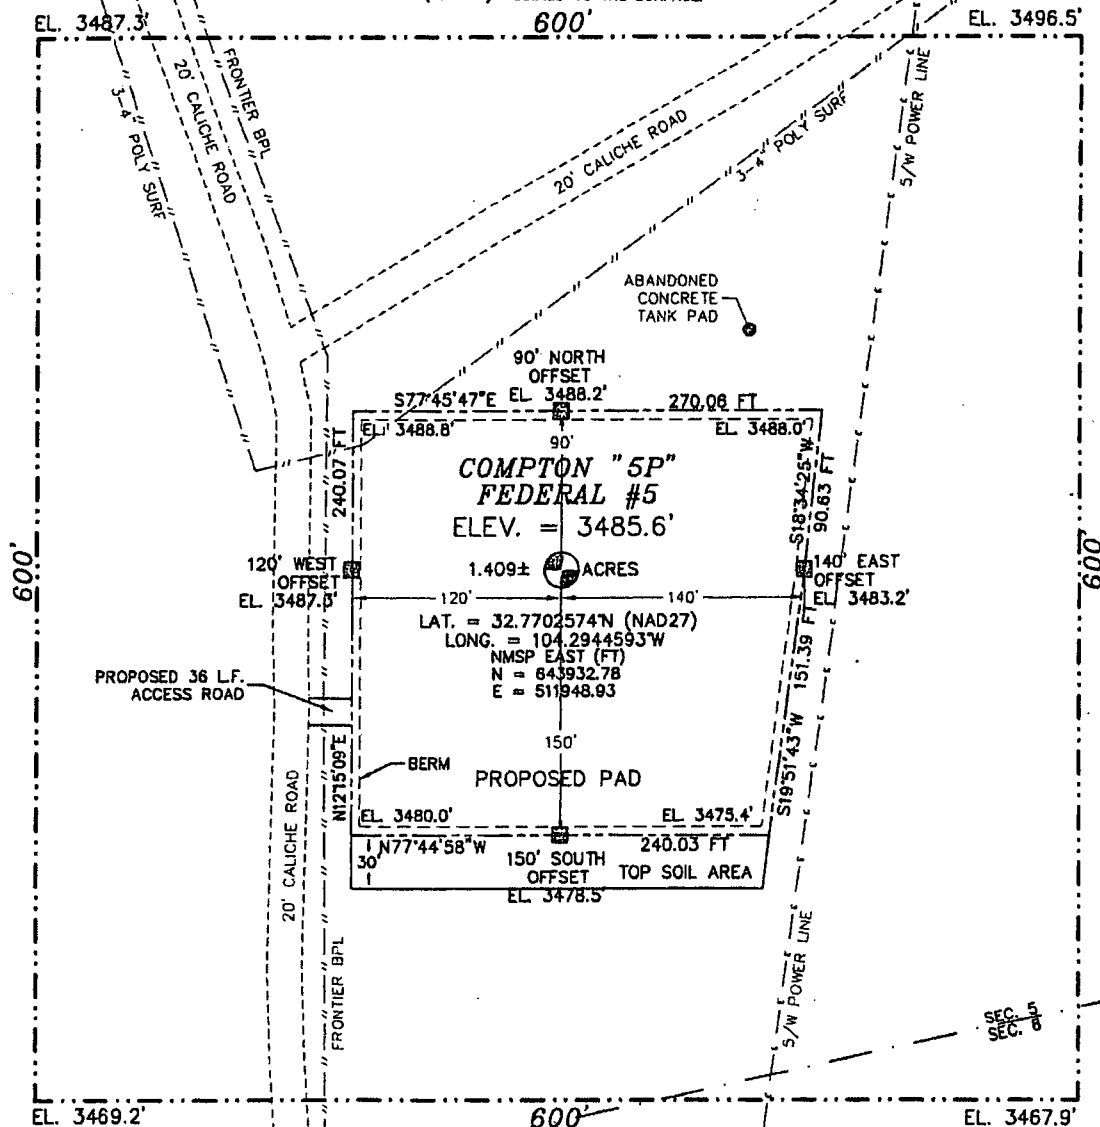 600'
EL. 3487.3'
EL. 3496.5'
FRONTIER BPL
20' CALICHE ROAD
3-4" POLY SURF
20' CALICHE ROAD
3-4" POLY SURF
5/W POWER LINE
ABANDONED
CONCRETE
TANK PAD
90' NORTH
OFFSET
EL. 3488.2'
S77°45'47"E
270.06 FT
EL. 3488.8'
EL. 3488.0'
90'
240.07 FT
COMPTON "5P"
FEDERAL #5
ELEV. = 3485.6'
S18°34'25"W
90.63 FT
600'
600'
120' WEST
OFFSET
EL. 3487.3'
1.409± ACRES
140' EAST
OFFSET
EL. 3483.2'
120'
140'
LAT. = 32.7702574°N (NAD27)
LONG. = 104.2944593°W
NMSP EAST (FT)
N = 643932.78
E = 511948.93
S19°51'43"W 151.39 FT
PROPOSED 36 L.F.
ACCESS ROAD
150'
N12°15'09"E
BERM
PROPOSED PAD
EL. 3480.0'
EL. 3475.4'
N77°44'58"W
240.03 FT
30'
150' SOUTH
OFFSET
EL. 3478.5'
TOP SOIL AREA
20' CALICHE ROAD
FRONTIER BPL
5/W POWER LINE
SEC. 5
SEC. 8
EL. 3469.2'
600'
EL. 3467.9'